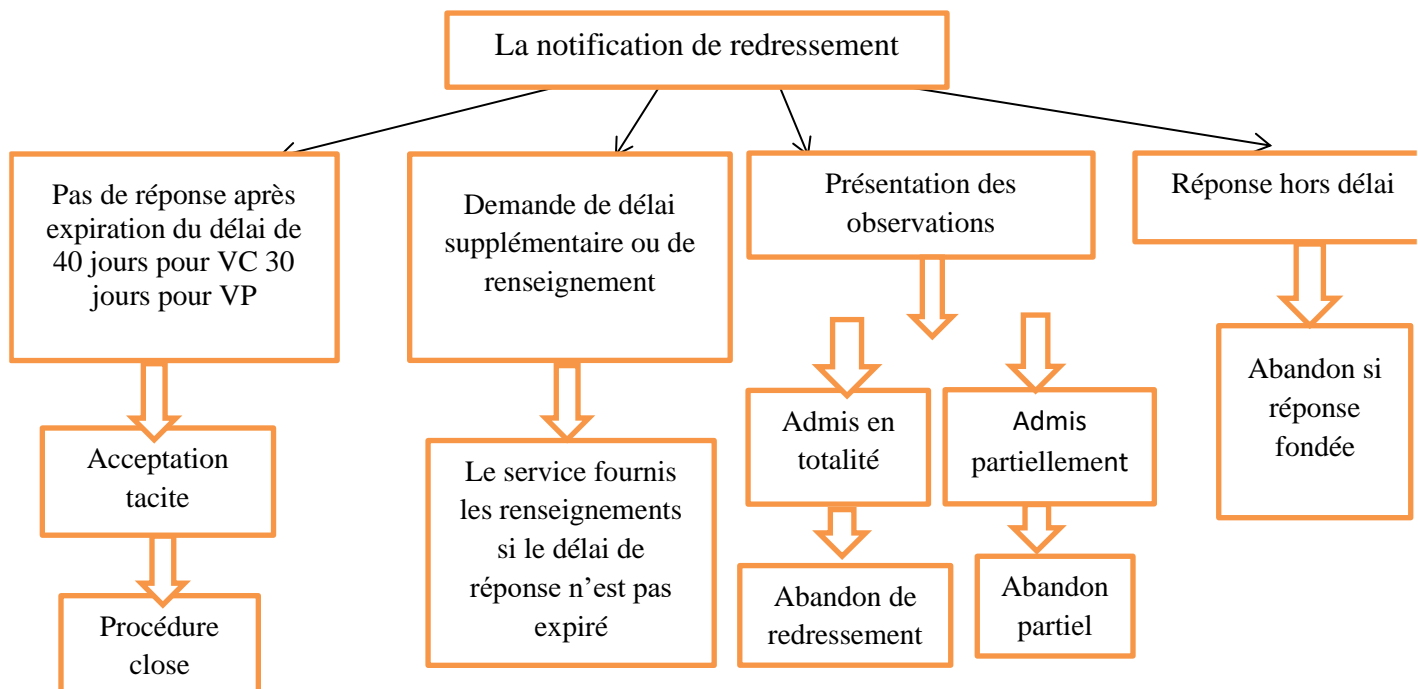 La notification de redressement
Pas de réponse après
expiration du délai de
40 jours pour VC 30
jours pour VP
Acceptation
tacite
Procédure
close
Demande de délai
supplémentaire ou de
renseignement
Le service fournis
les renseignements
si le délai de
réponse n’est pas
expiré
Présentation des
observations
Admis en
totalité
Abandon de
redressement
Admis
partiellement
Abandon
partiel
Réponse hors délai
Abandon si
réponse
fondée